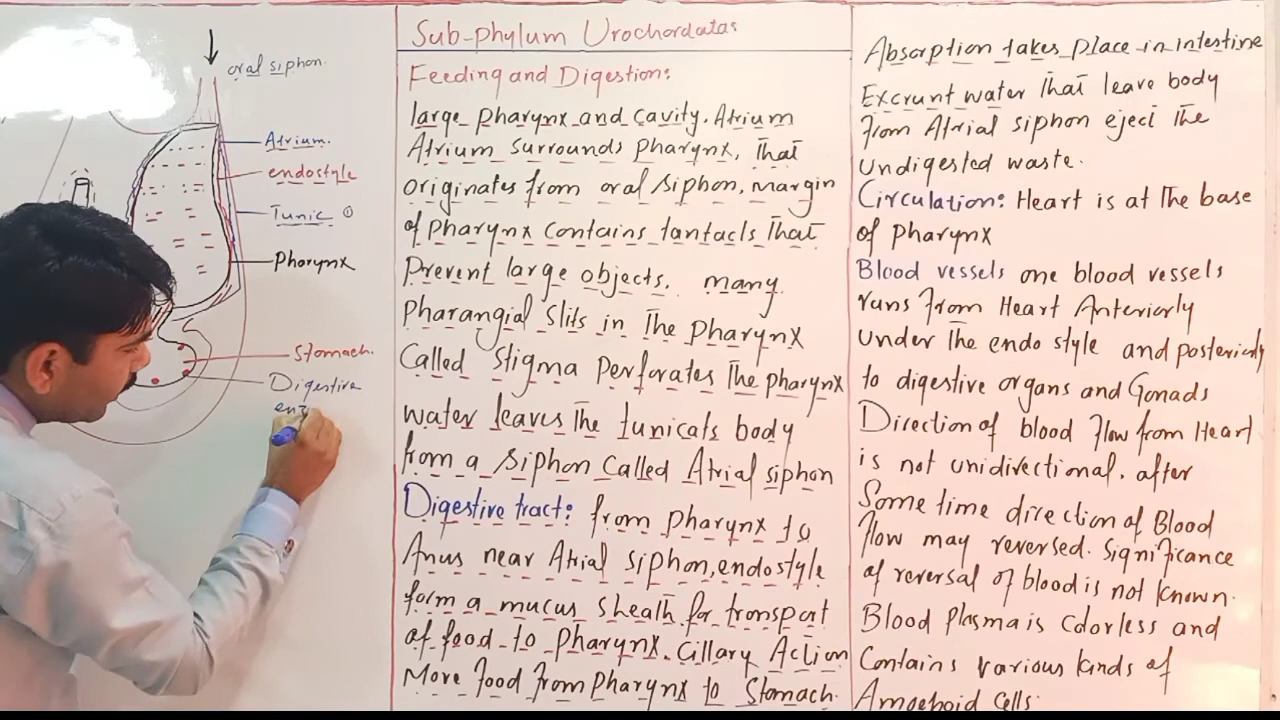 oral siphon.
Atrium.
endostyle
Tunic ①
Phorynx
Stomach.
Digestive
enz
Sub-phylum Urochordatas
Feeding and Digestion:
large pharynx and cavity. Atrium
Atrium surrounds pharynx, That
originates from oral siphon, margin
of pharynx contains tantacls That
Prevent large objects. many
Pharangial slits in The pharynx
Called Stigma perforates The pharynx
water leaves The tunicats body
from a siphon called Atrial siphon
Digestive tract: from pharynx to
Anus near Atrial siphon, endostyle
form a mucus sheath for transport
of food to pharynx. Cillary Action
More Food From pharynx to Stomach.
Absorption takes place in intestine
Excrunt water That leave body
from Atrial siphon eject The
undigested waste.
Circulation: Heart is at The base
of pharynx
Blood vessels one blood vessels
runs from Heart Anteriorly
under The endo style and posteriorly
to digestive organs and Gonads
Direction of blood flow from Heart
is not unidirectional. after
Some time direction of Blood
flow may reversed. Significance
of reversal of blood is not known.
Blood plasma is Colorless and
Contains various kinds of
Amoeboid Cells.